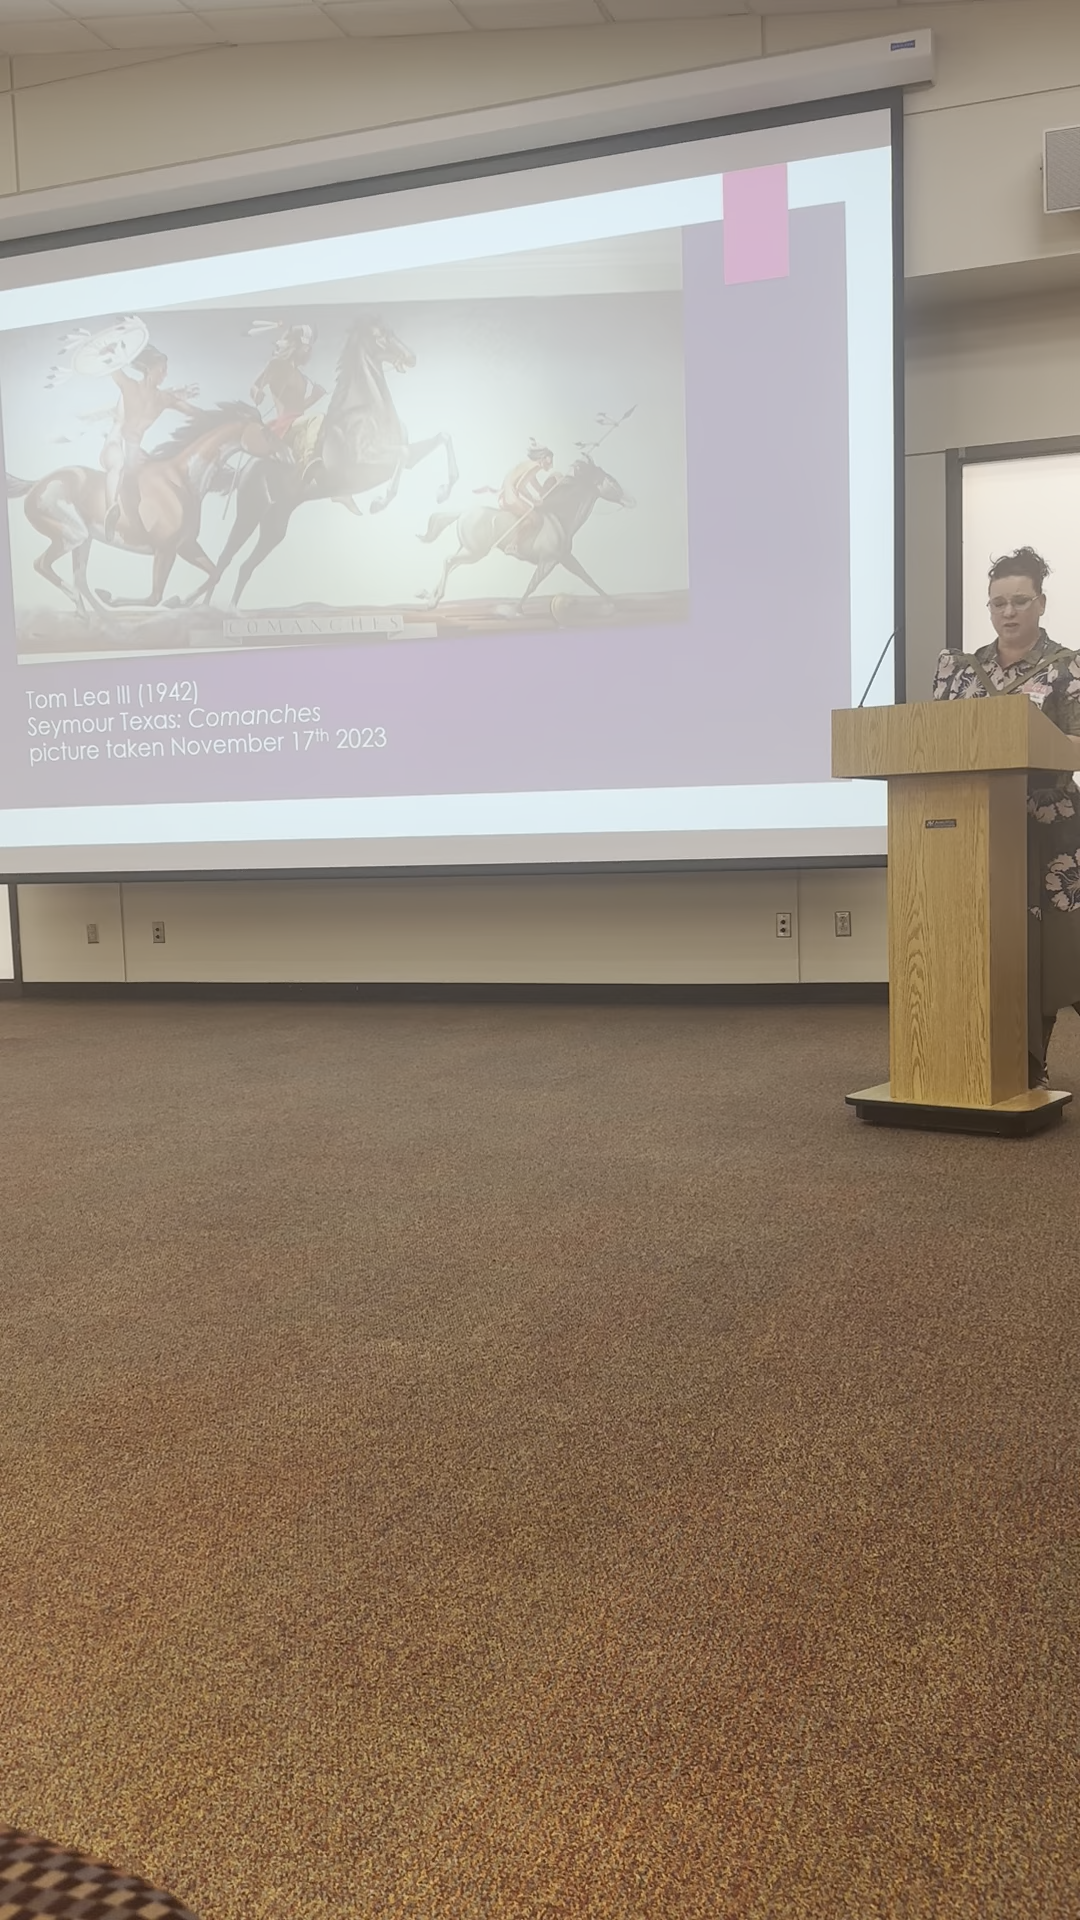 COMANCHES
Tom Lea III (1942)
Seymour Texas: Comanches
picture taken November 17th 2023